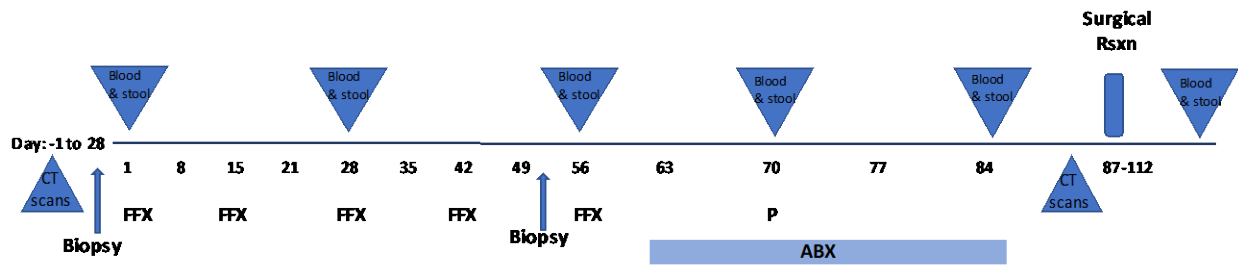 Surgical
Rsxn
Blood
& stool
Blood
& stool
Blood
& stool
Blood
& stool
Blood
& stool
Blood
& stool
Day: -1 to 28
1 8 15 21 28 35 42 49 56 63 70 77 84 87-112
CT
scans
CT
scans
FFX FFX FFX FFX FFX P
Biopsy
Biopsy
ABX